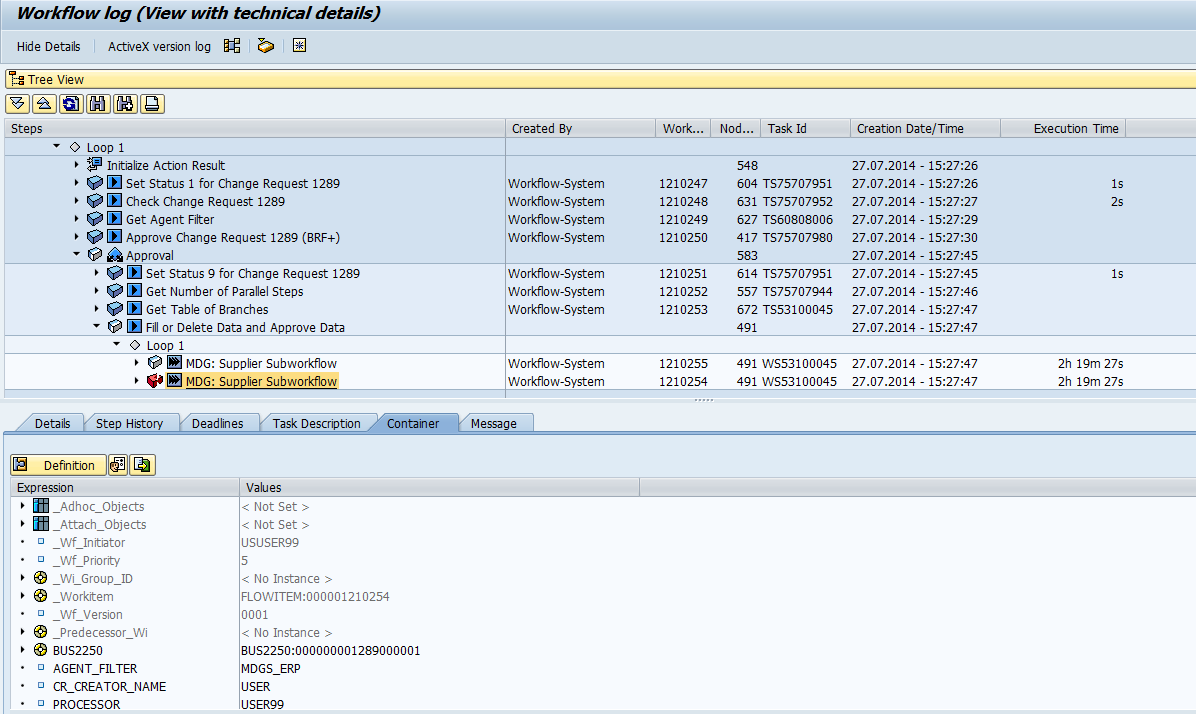 Workflow log (View with technical details)
Hide Details ActiveX version log
Tree View
Steps Created By Work... Nod... Task Id Creation Date/Time Execution Time
Loop 1
Initialize Action Result 548 27.07.2014 - 15:27:26
Set Status 1 for Change Request 1289 Workflow-System 1210247 604 TS75707951 27.07.2014 - 15:27:26 1s
Check Change Request 1289 Workflow-System 1210248 631 TS75707952 27.07.2014 - 15:27:27 2s
Get Agent Filter Workflow-System 1210249 627 TS60808006 27.07.2014 - 15:27:29
Approve Change Request 1289 (BRF+) Workflow-System 1210250 417 TS75707980 27.07.2014 - 15:27:30
Approval 583 27.07.2014 - 15:27:45
Set Status 9 for Change Request 1289 Workflow-System 1210251 614 TS75707951 27.07.2014 - 15:27:45 1s
Get Number of Parallel Steps Workflow-System 1210252 557 TS75707944 27.07.2014 - 15:27:46
Get Table of Branches Workflow-System 1210253 672 TS53100045 27.07.2014 - 15:27:47
Fill or Delete Data and Approve Data 491 27.07.2014 - 15:27:47
Loop 1
MDG: Supplier Subworkflow Workflow-System 1210255 491 WS53100045 27.07.2014 - 15:27:47 2h 19m 27s
MDG: Supplier Subworkflow Workflow-System 1210254 491 WS53100045 27.07.2014 - 15:27:47 2h 19m 27s
Details Step History Deadlines Task Description Container Message
Definition
Expression Values
_Adhoc_Objects < Not Set >
_Attach_Objects < Not Set >
_Wf_Initiator USUSER99
_Wf_Priority 5
_Wi_Group_ID < No Instance >
_Workitem FLOWITEM:000001210254
_Wf_Version 0001
_Predecessor_Wi < No Instance >
BUS2250 BUS2250:000000001289000001
AGENT_FILTER MDGS_ERP
CR_CREATOR_NAME USER
PROCESSOR USER99